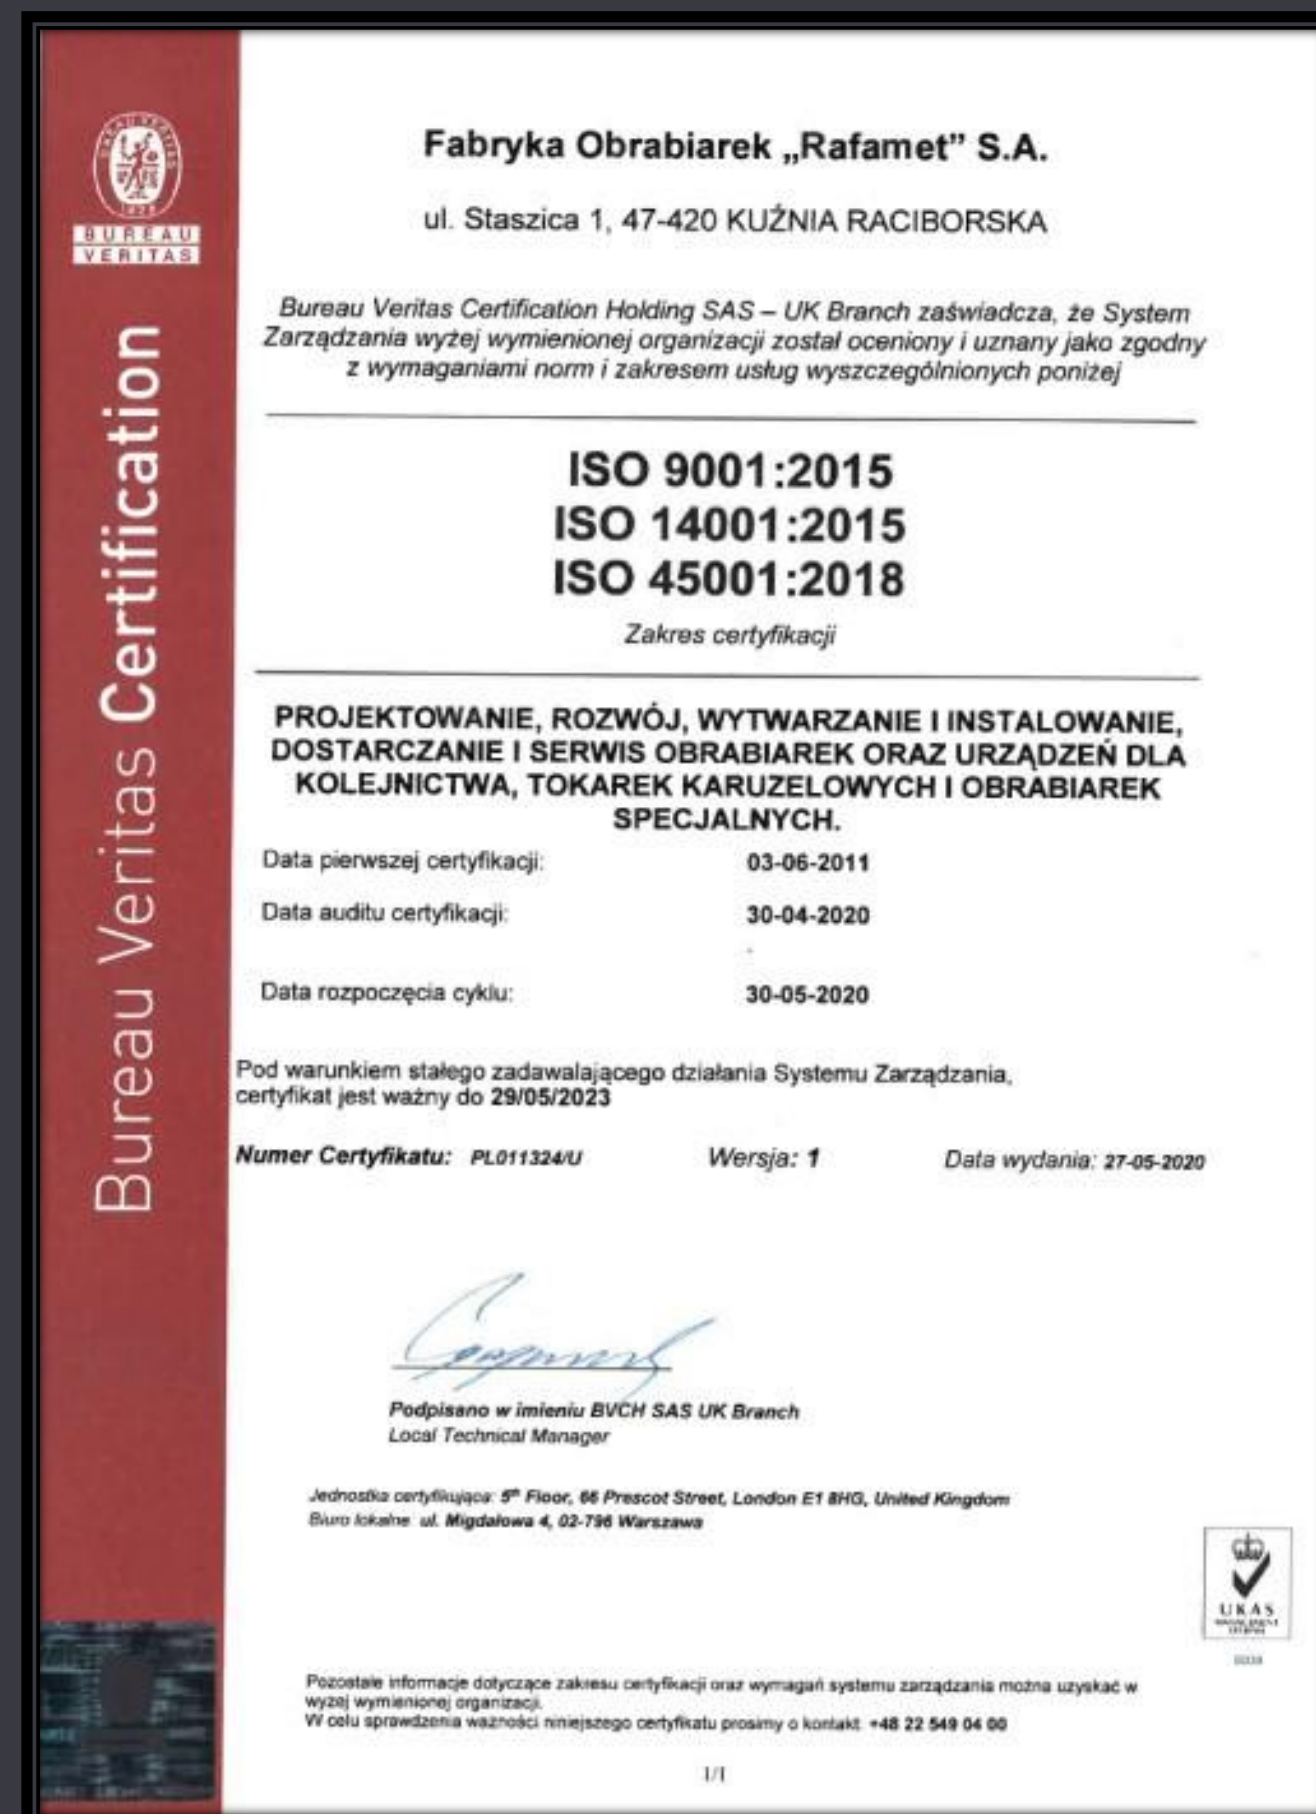 BUREAU VERITAS
1828
BUREAU
VERITAS
Bureau Veritas Certification
Fabryka Obrabiarek „Rafamet” S.A.
ul. Staszica 1, 47-420 KUŹNIA RACIBORSKA
Bureau Veritas Certification Holding SAS – UK Branch zaświadcza, że System
Zarządzania wyżej wymienionej organizacji został oceniony i uznany jako zgodny
z wymaganiami norm i zakresem usług wyszczególnionych poniżej
ISO 9001:2015
ISO 14001:2015
ISO 45001:2018
Zakres certyfikacji
PROJEKTOWANIE, ROZWÓJ, WYTWARZANIE I INSTALOWANIE,
DOSTARCZANIE I SERWIS OBRABIAREK ORAZ URZĄDZEŃ DLA
KOLEJNICTWA, TOKAREK KARUZELOWYCH I OBRABIAREK
SPECJALNYCH.
Data pierwszej certyfikacji: 03-06-2011
Data auditu certyfikacji: 30-04-2020
Data rozpoczęcia cyklu: 30-05-2020
Pod warunkiem stałego zadawalającego działania Systemu Zarządzania,
certyfikat jest ważny do 29/05/2023
Numer Certyfikatu: PL011324/U Wersja: 1 Data wydania: 27-05-2020
Podpisano w imieniu BVCH SAS UK Branch
Local Technical Manager
Jednostka certyfikująca: 5th Floor, 66 Prescot Street, London E1 8HG, United Kingdom
Biuro lokalne: ul. Migdałowa 4, 02-796 Warszawa
UKAS
MANAGEMENT
SYSTEMS
0008
Pozostałe informacje dotyczące zakresu certyfikacji oraz wymagań systemu zarządzania można uzyskać w
wyżej wymienionej organizacji.
W celu sprawdzenia ważności niniejszego certyfikatu prosimy o kontakt: +48 22 549 04 00
1/1